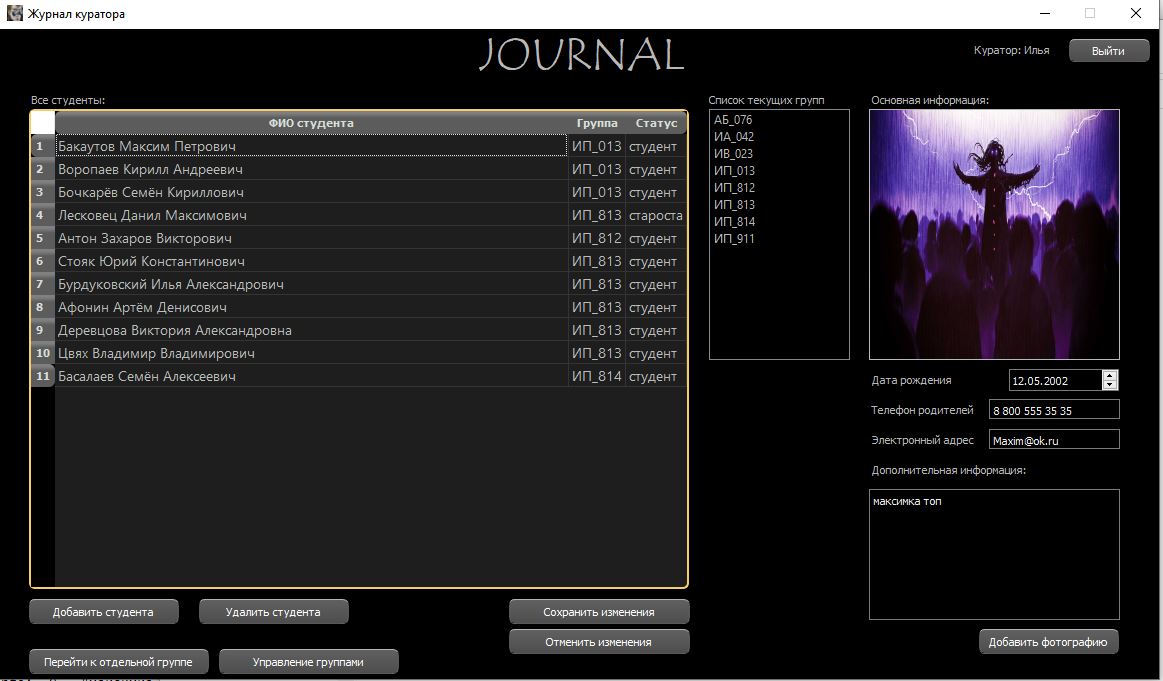 Журнал куратора
JOURNAL
Куратор: Илья
Выйти
Все студенты:
ФИО студента Группа Статус
1 Бакаутов Максим Петрович ИП_013 студент
2 Воропаев Кирилл Андреевич ИП_013 студент
3 Бочкарёв Семён Кириллович ИП_013 студент
4 Лесковец Данил Максимович ИП_813 староста
5 Антон Захаров Викторович ИП_812 студент
6 Стояк Юрий Константинович ИП_813 студент
7 Бурдуковский Илья Александрович ИП_813 студент
8 Афонин Артём Денисович ИП_813 студент
9 Деревцова Виктория Александровна ИП_813 студент
10 Цвях Владимир Владимирович ИП_813 студент
11 Басалаев Семён Алексеевич ИП_814 студент
Список текущих групп
АБ_076
ИА_042
ИВ_023
ИП_013
ИП_812
ИП_813
ИП_814
ИП_911
Основная информация:
Дата рождения 12.05.2002
Телефон родителей 8 800 555 35 35
Электронный адрес Maxim@ok.ru
Дополнительная информация:
максимка топ
Добавить фотографию
Добавить студента
Удалить студента
Сохранить изменения
Отменить изменения
Перейти к отдельной группе
Управление группами